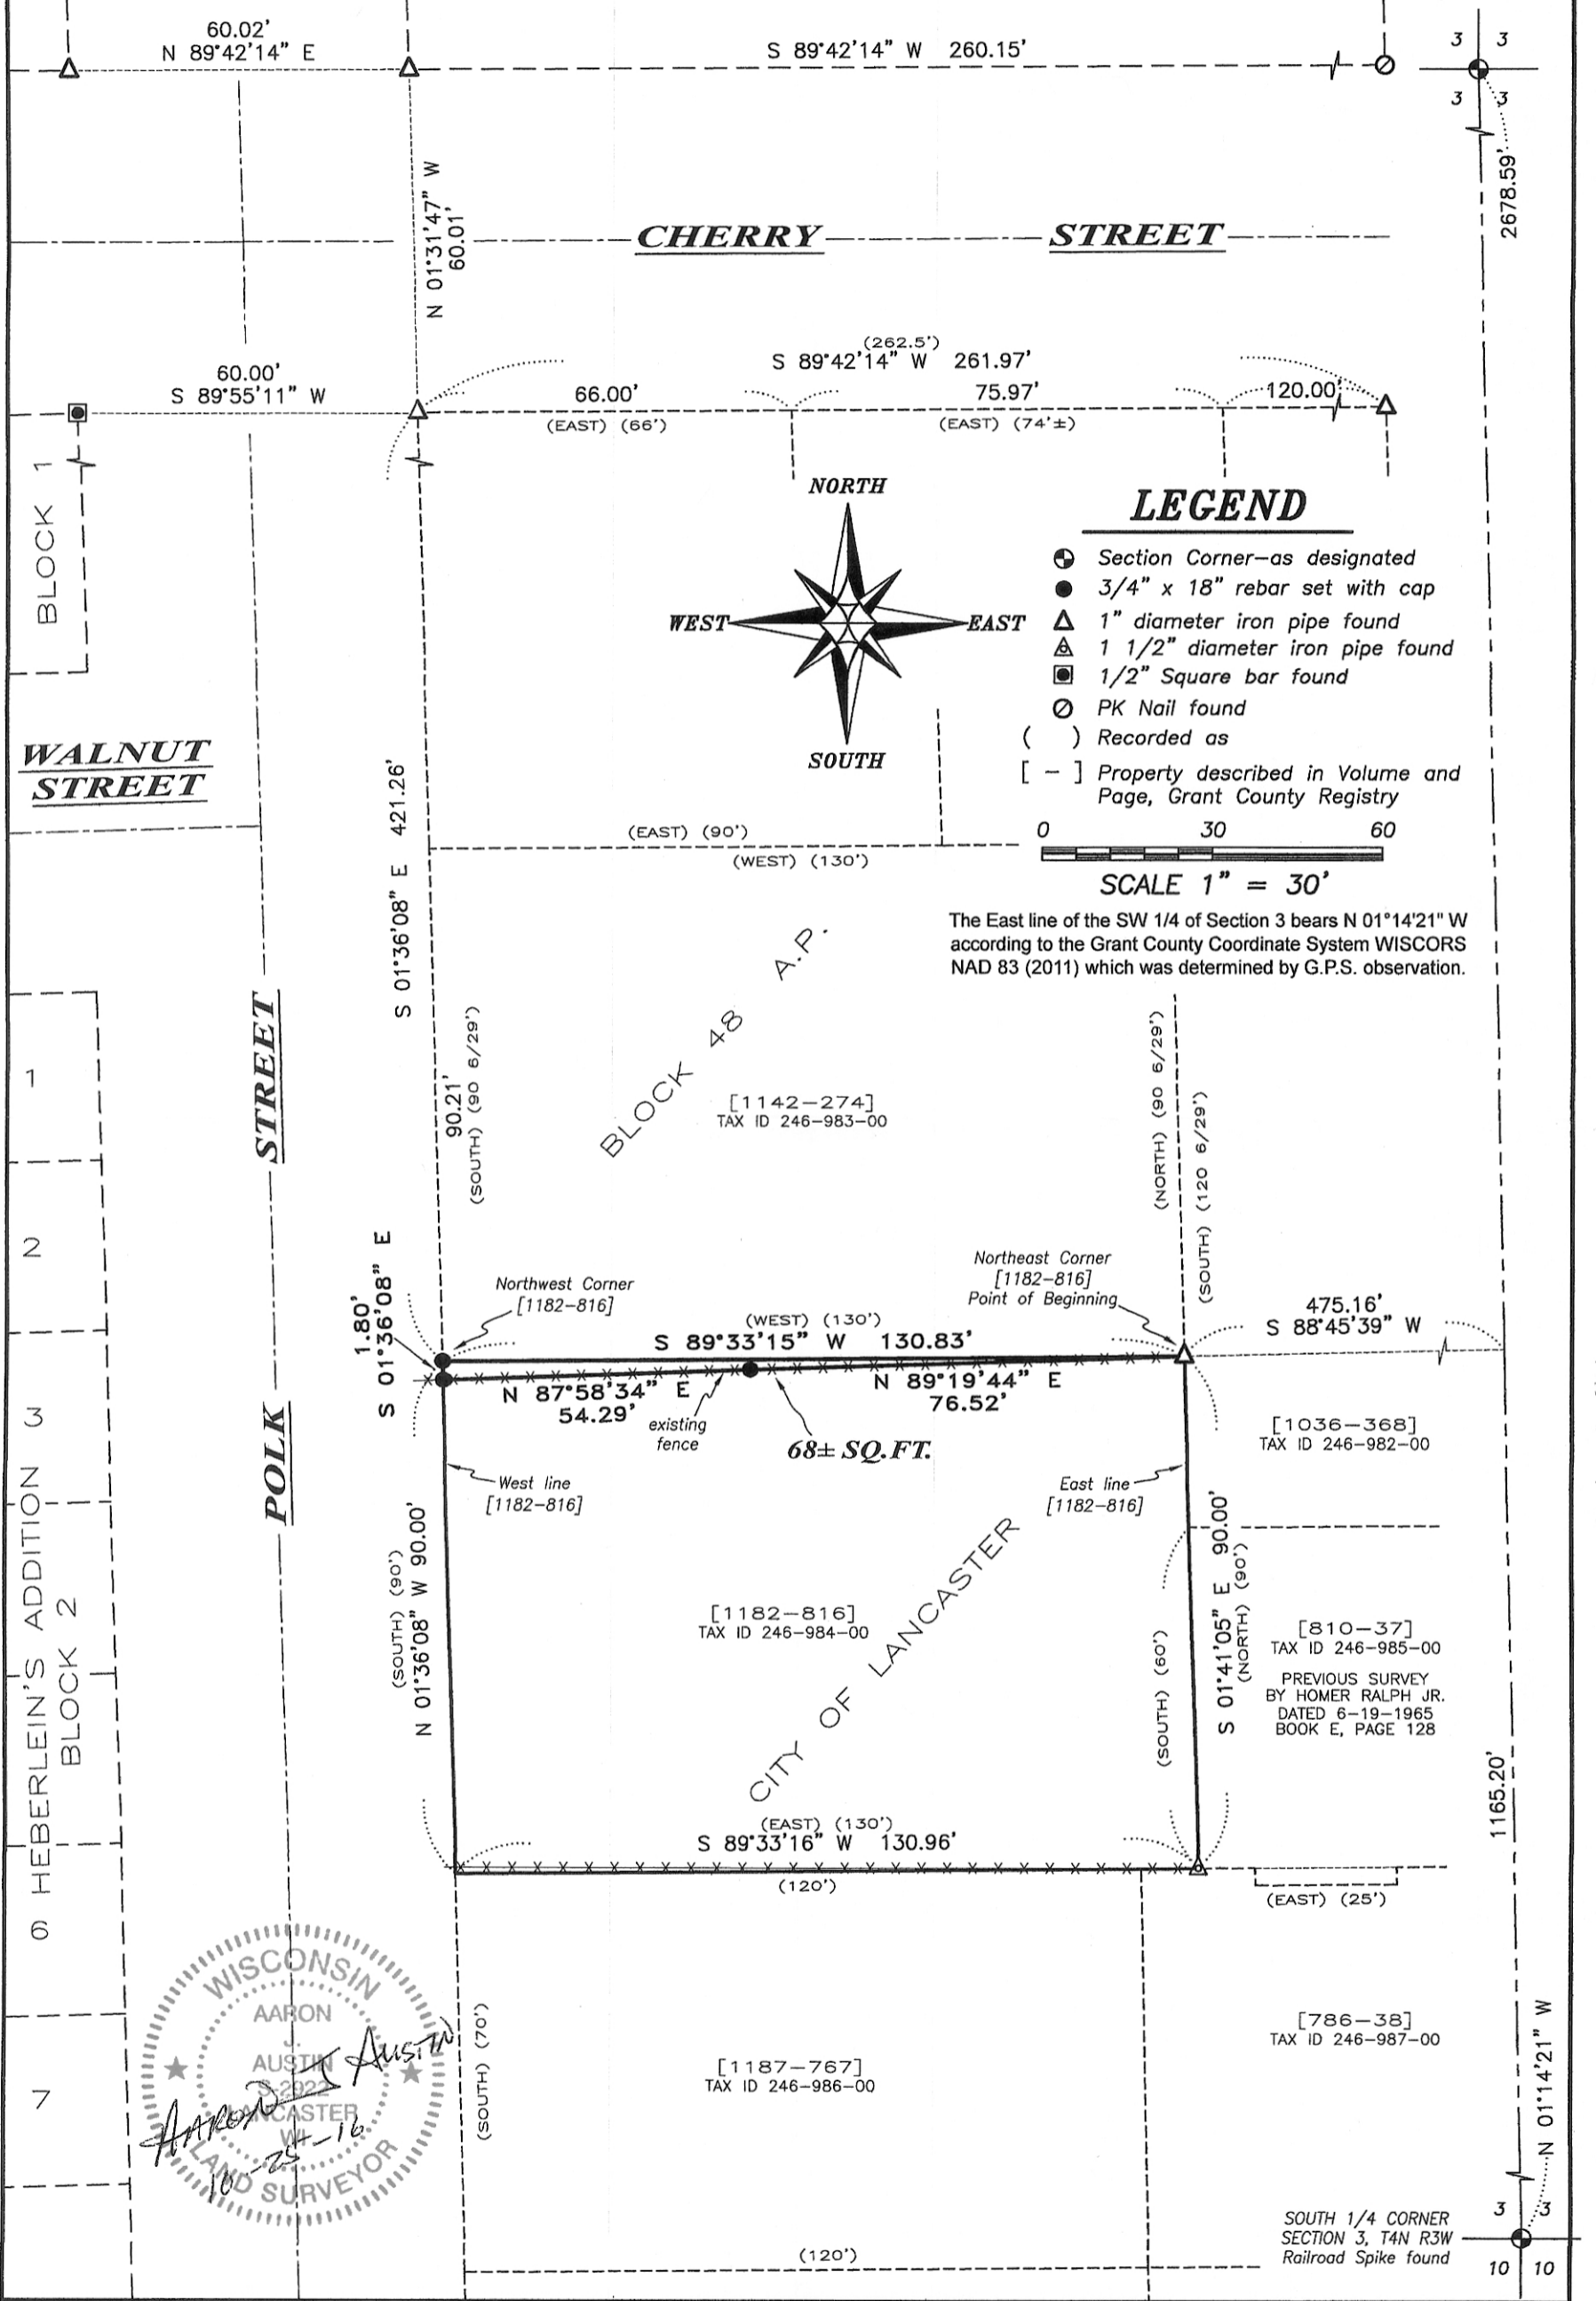 60.02'
N 89°42'14" E
S 89°42'14" W 260.15'
3 3
3 3
2678.59'
N 01°31'47" W
60.01'
CHERRY STREET
(262.5')
S 89°42'14" W 261.97'
60.00'
S 89°55'11" W
66.00'
75.97'
120.00'
(EAST) (66')
(EAST) (74'±)
BLOCK 1
NORTH
WEST
EAST
SOUTH
LEGEND
Section Corner-as designated
3/4" x 18" rebar set with cap
1" diameter iron pipe found
1 1/2" diameter iron pipe found
1/2" Square bar found
PK Nail found
( ) Recorded as
[ - ] Property described in Volume and
Page, Grant County Registry
0 30 60
SCALE 1" = 30'
WALNUT
STREET
S 01°36'08" E 421.26'
(EAST) (90')
(WEST) (130')
The East line of the SW 1/4 of Section 3 bears N 01°14'21" W
according to the Grant County Coordinate System WISCORS
NAD 83 (2011) which was determined by G.P.S. observation.
BLOCK 48 A.P.
POLK STREET
90.21'
(SOUTH) (90 6/29')
[1142-274]
TAX ID 246-983-00
(NORTH) (90 6/29')
(SOUTH) (120 6/29')
1
2
3
6
7
HEBERLEIN'S ADDITION
BLOCK 2
1.80'
S 01°36'08" E
Northwest Corner
[1182-816]
Northeast Corner
[1182-816]
Point of Beginning
(WEST) (130')
S 89°33'15" W 130.83'
475.16'
S 88°45'39" W
N 87°58'34" E
54.29'
existing
fence
N 89°19'44" E
76.52'
68± SQ.FT.
[1036-368]
TAX ID 246-982-00
West line
[1182-816]
East line
[1182-816]
(SOUTH) (90')
N 01°36'08" W 90.00'
[1182-816]
TAX ID 246-984-00
CITY OF LANCASTER
(SOUTH) (60')
S 01°41'05" E 90.00'
(NORTH) (90')
[810-37]
TAX ID 246-985-00
PREVIOUS SURVEY
BY HOMER RALPH JR.
DATED 6-19-1965
BOOK E, PAGE 128
1165.20'
(EAST) (130')
S 89°33'16" W 130.96'
(120')
(EAST) (25')
WISCONSIN
AARON
J.
AUSTIN
S-2922
LANCASTER
WI
LAND SURVEYOR
AARON J AUSTIN
10-25-16
(SOUTH) (70')
[1187-767]
TAX ID 246-986-00
[786-38]
TAX ID 246-987-00
N 01°14'21" W
(120')
SOUTH 1/4 CORNER
SECTION 3, T4N R3W
Railroad Spike found
3 3
10 10